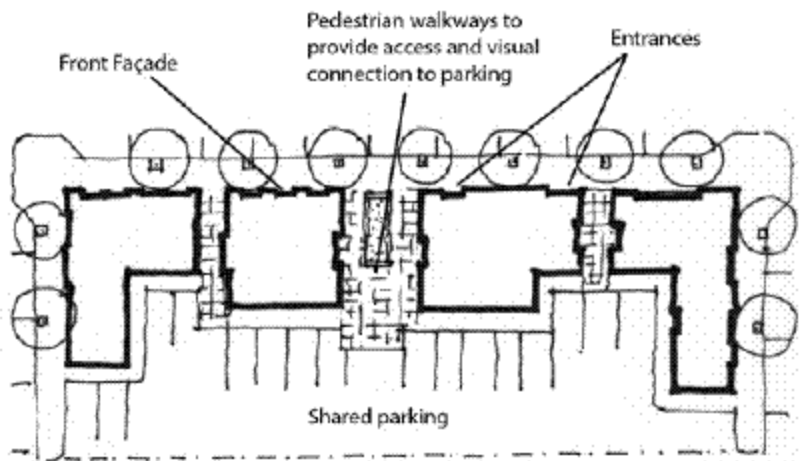 Pedestrian walkways to
provide access and visual
connection to parking
Entrances
Front Façade
Shared parking